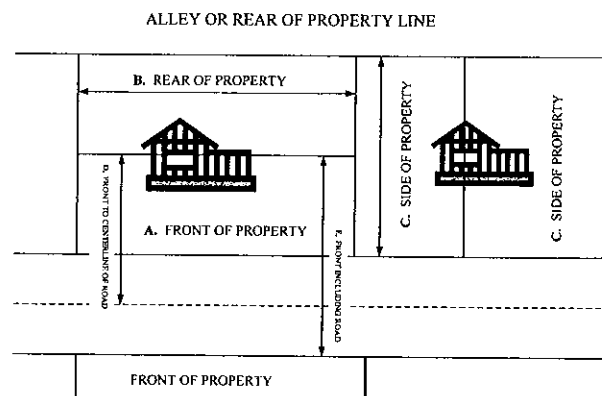 ALLEY OR REAR OF PROPERTY LINE
B. REAR OF PROPERTY
C. SIDE OF PROPERTY
C. SIDE OF PROPERTY
D. FRONT TO CENTERLINE OF ROAD
A. FRONT OF PROPERTY
E. FRONT INCLUDING ROAD
FRONT OF PROPERTY